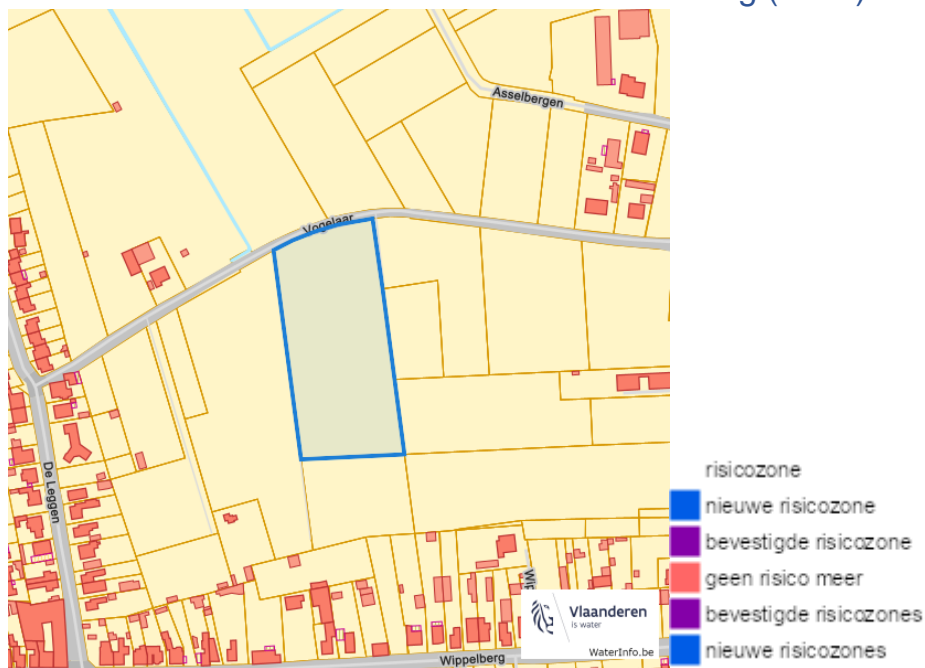 Asselbergen
Vogelaar
De Leggen
Wippelberg
Vlaanderen
is water
WaterInfo.be
risicozone
nieuwe risicozone
bevestigde risicozone
geen risico meer
bevestigde risicozones
nieuwe risicozones